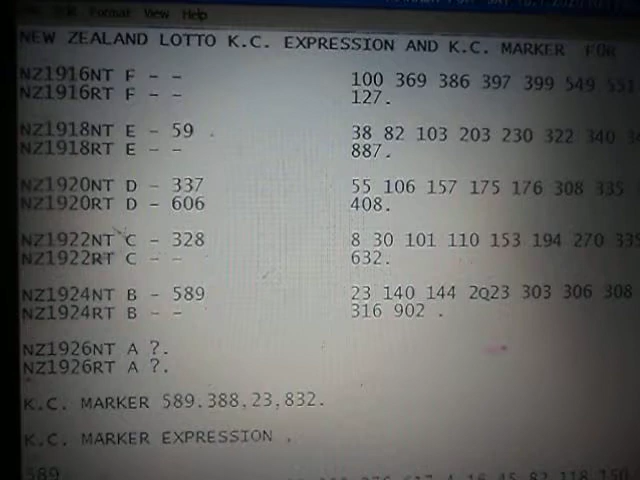 Format View Help
NEW ZEALAND LOTTO K.C. EXPRESSION AND K.C. MARKER FOR
NZ1916NT F - - 100 369 386 397 399 549 551
NZ1916RT F - - 127.
NZ1918NT E - 59 . 38 82 103 203 230 322 340
NZ1918RT E - - 887.
NZ1920NT D - 337 55 106 157 175 176 308 335
NZ1920RT D - 606 408.
NZ1922NT C - 328 8 30 101 110 153 194 270 335
NZ1922RT C - - 632.
NZ1924NT B - 589 23 140 144 2Q23 303 306 308
NZ1924RT B - - 316 902 .
NZ1926NT A ?.
NZ1926RT A ?.
K.C. MARKER 589.388,23,832.
K.C. MARKER EXPRESSION .
589